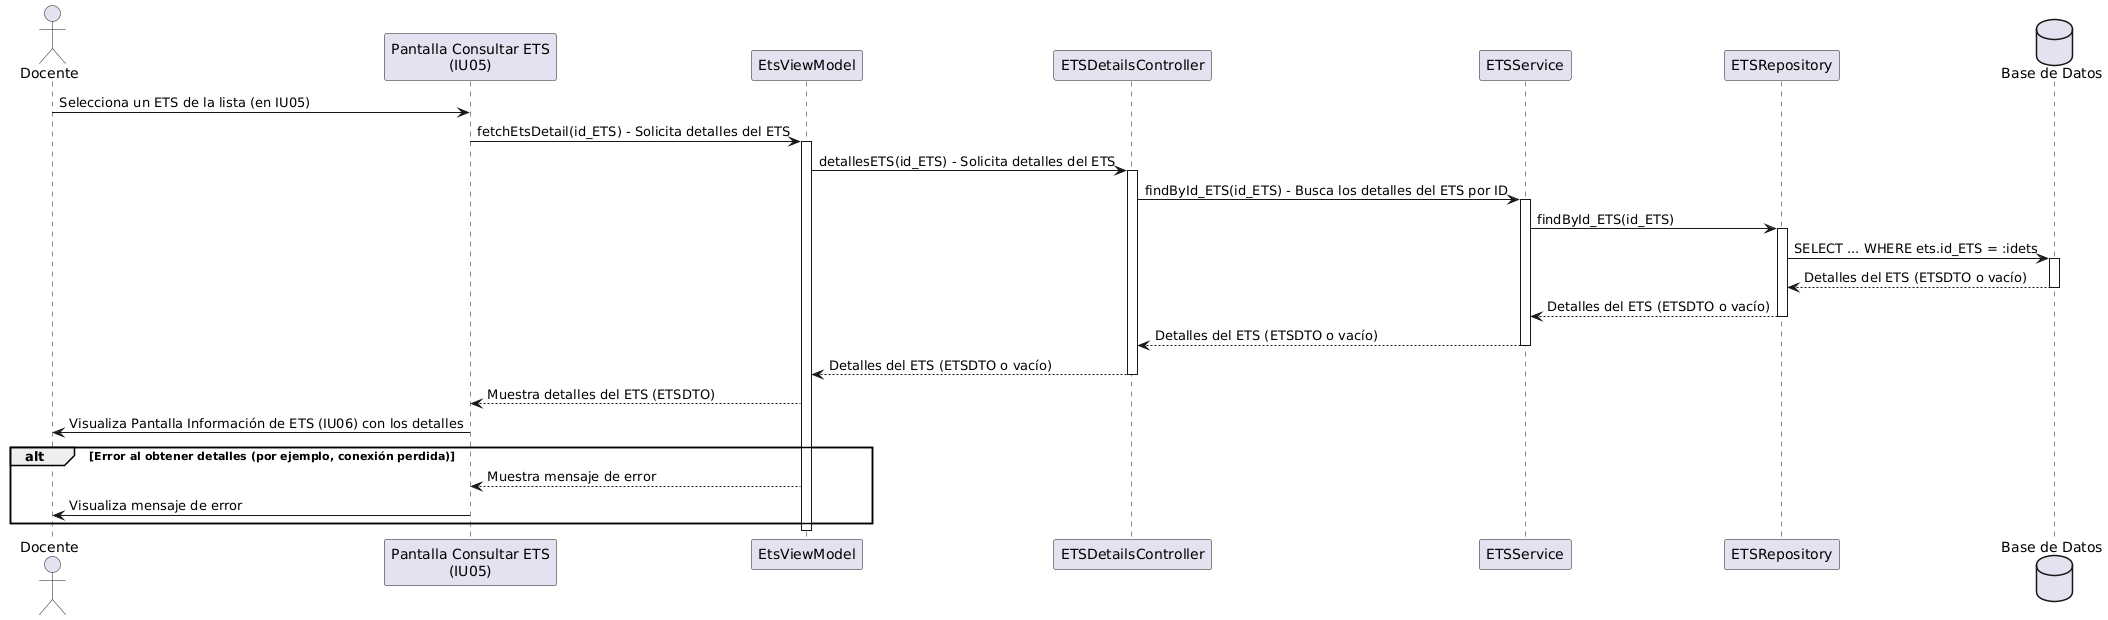 Docente
Pantalla Consultar ETS
(IU05)
EtsViewModel
ETSDetailsController
ETSService
ETSRepository
Base de Datos
Selecciona un ETS de la lista (en IU05)
fetchEtsDetail(id_ETS) - Solicita detalles del ETS
detallesETS(id_ETS) - Solicita detalles del ETS
findById_ETS(id_ETS) - Busca los detalles del ETS por ID
findById_ETS(id_ETS)
SELECT ... WHERE ets.id_ETS = :idets
Detalles del ETS (ETSDTO o vacío)
Detalles del ETS (ETSDTO o vacío)
Detalles del ETS (ETSDTO o vacío)
Detalles del ETS (ETSDTO o vacío)
Muestra detalles del ETS (ETSDTO)
Visualiza Pantalla Información de ETS (IU06) con los detalles
alt [Error al obtener detalles (por ejemplo, conexión perdida)]
Muestra mensaje de error
Visualiza mensaje de error
Docente
Pantalla Consultar ETS
(IU05)
EtsViewModel
ETSDetailsController
ETSService
ETSRepository
Base de Datos